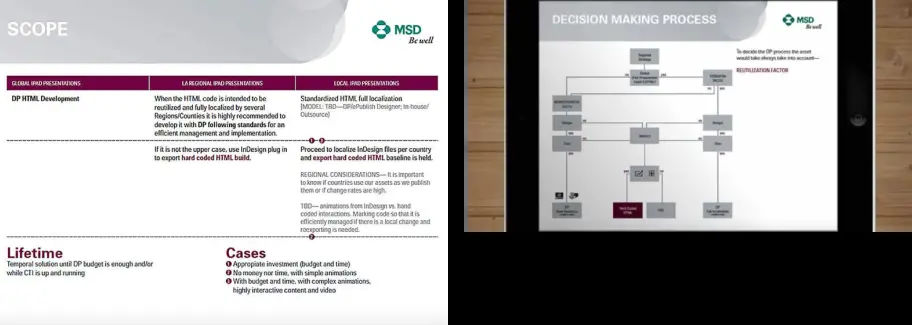 SCOPE
MSD
Be well
GLOBAL IPAD PRESENTATIONS
LA REGIONAL IPAD PRESENTATIONS
LOCAL IPAD PRESENTATIONS
DP HTML Development
When the HTML code is intended to be
reutilized and fully localized by several
Regions/Counties it is highly recommended to
develop it with DP following standards for an
efficient management and implementation.
Standardized HTML full localization
[MODEL: TBD—DP/ePublish Designer; In-house/
Outsource]
If it is not the upper case, use InDesign plug in
to export hard coded HTML build.
Proceed to localize InDesign files per country
and export hard coded HTML baseline is held.
REGIONAL CONSIDERATIONS— It is important
to know if countries use our assets as we publish
them or if change rates are high.
TBD— animations from InDesign vs. hand
coded interactions. Marking code so that it is
efficiently managed if there is a local change and
reexporting is needed.
Lifetime
Temporal solution until DP budget is enough and/or
while CTI is up and running
Cases
1 Appropiate investment (budget and time)
2 No money nor time, with simple animations
3 With budget and time, with complex animations,
highly interactive content and video
DECISION MAKING PROCESS
MSD
Be well
To decide the DP process the asset
would take always take into account—
REUTILIZATION FACTOR
Regional
Strategy